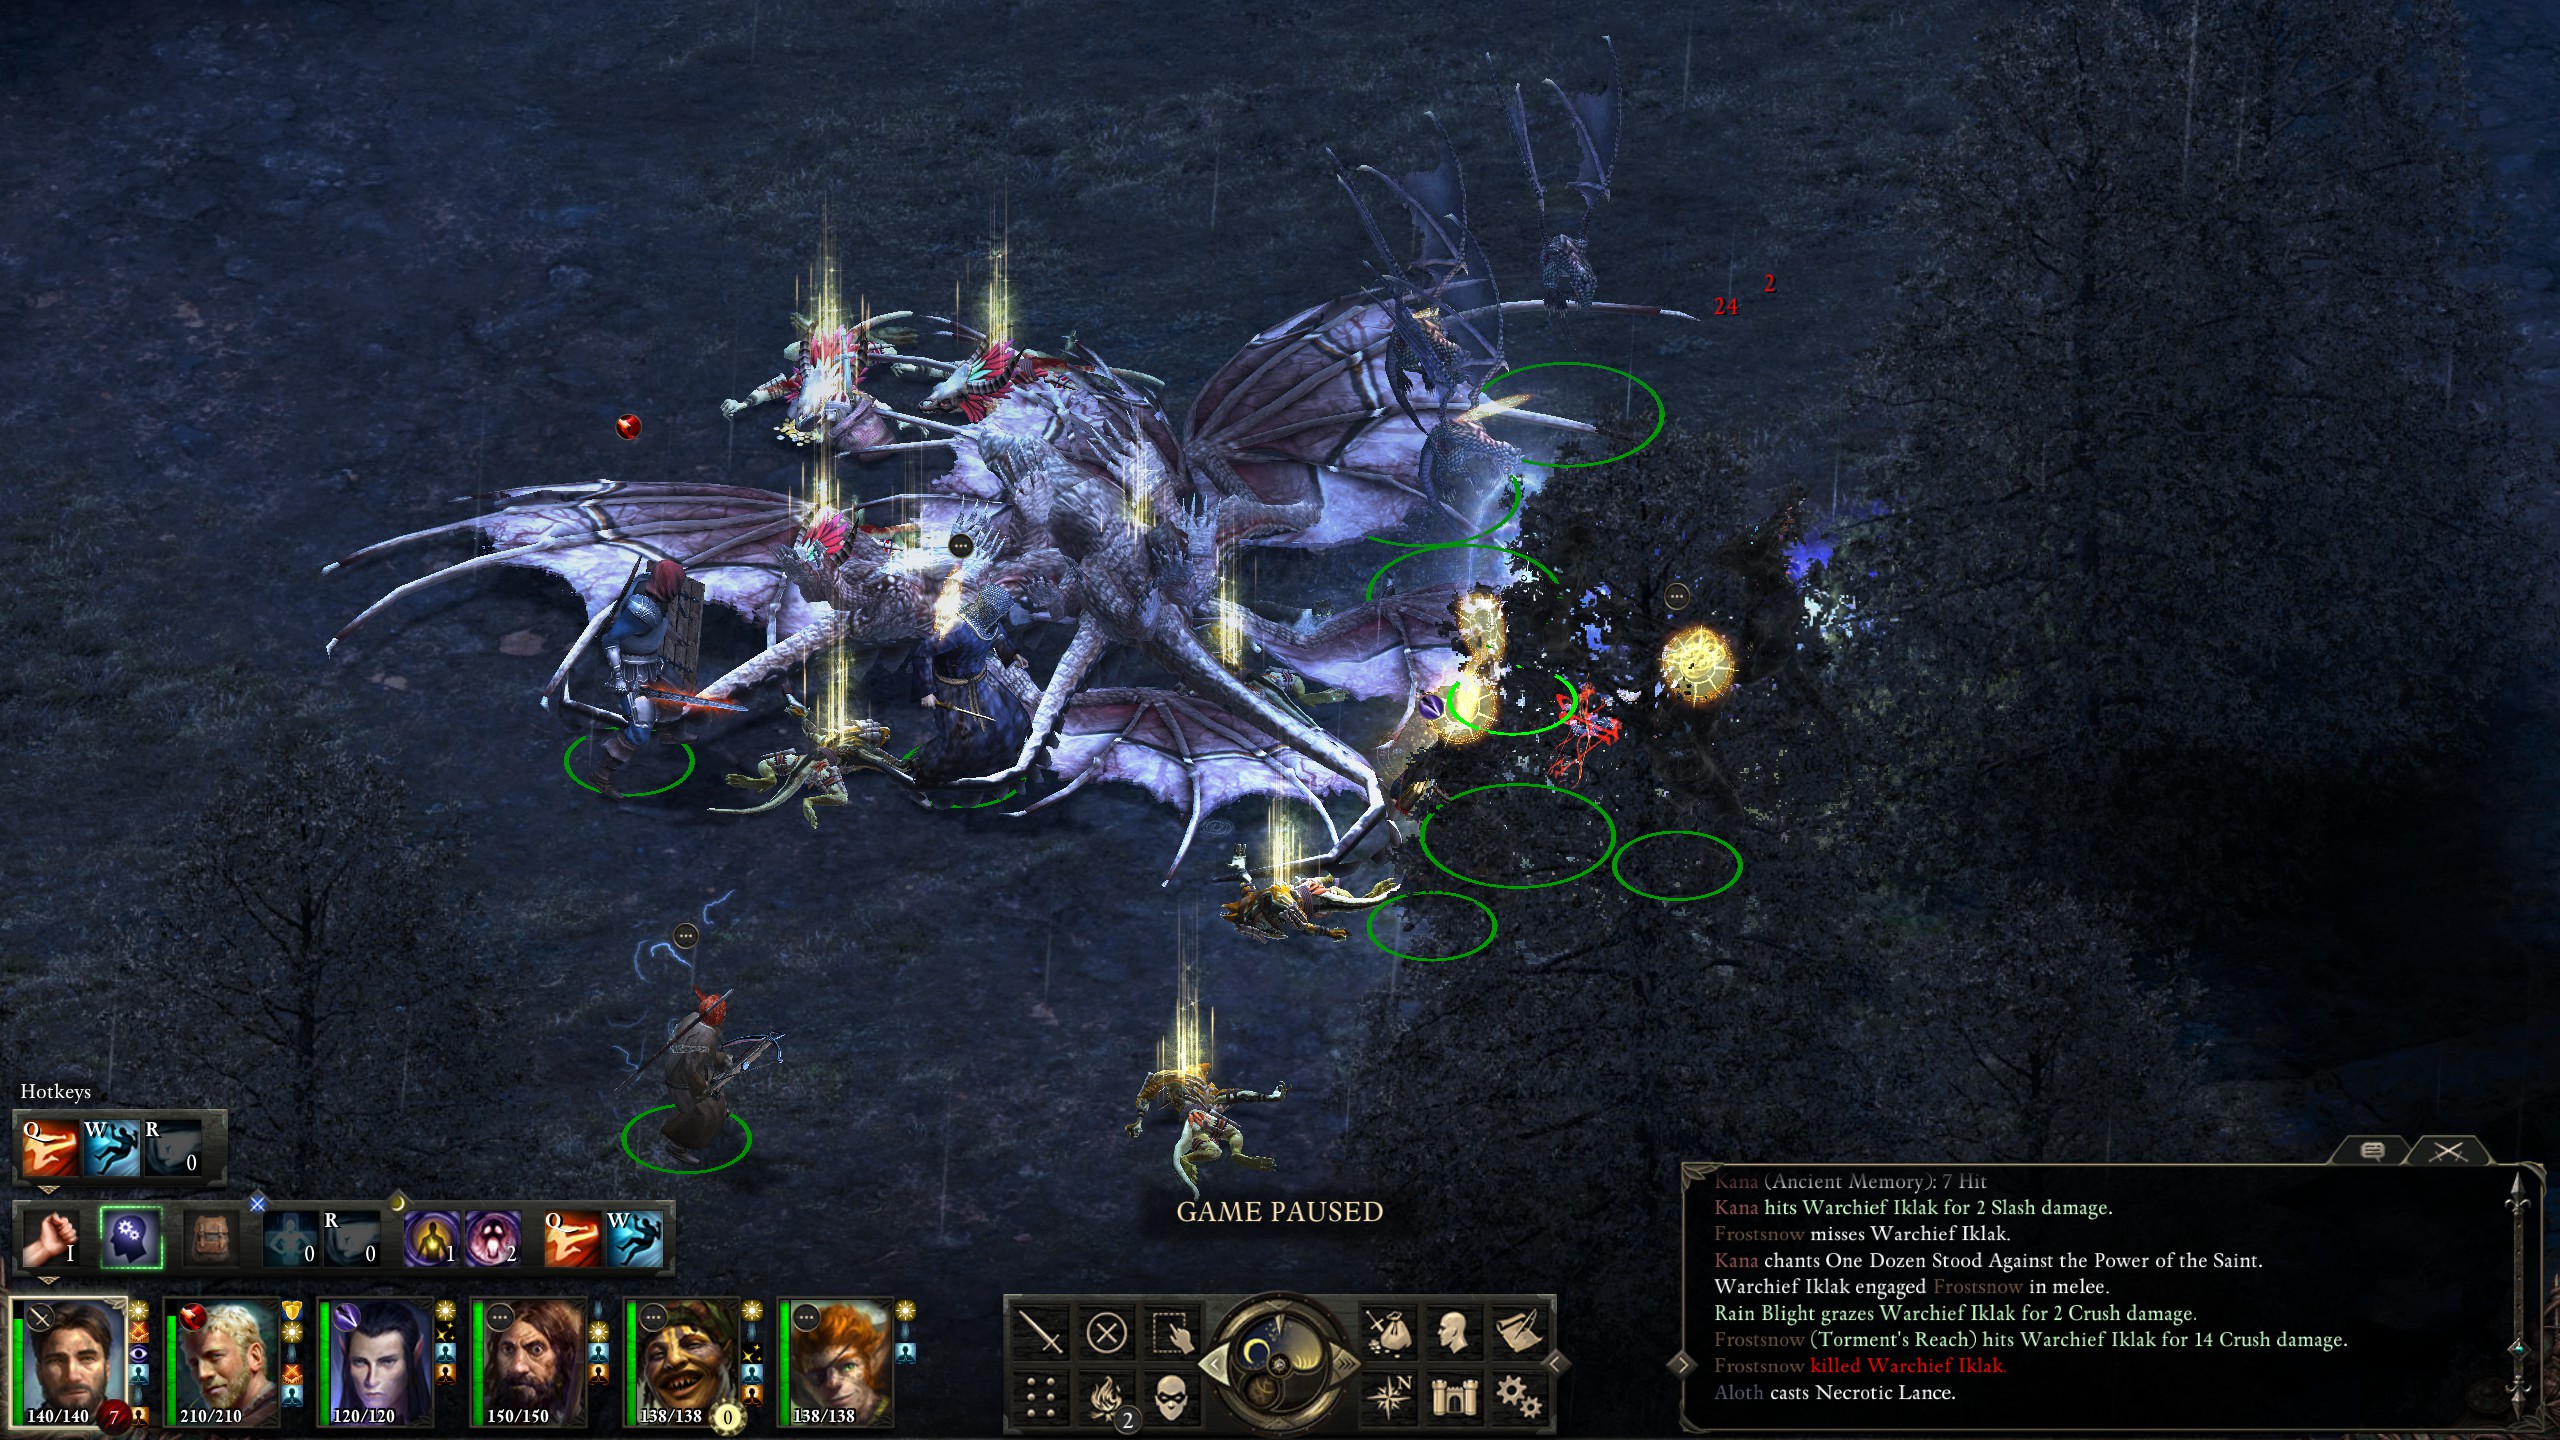 2
24
Hotkeys
Q W R 0
GAME PAUSED
I 0 R 0 1 2 Q W
140/140 7 210/210 120/120 150/150 138/138 0 138/138
N
2
Kana (Ancient Memory): 7 Hit
Kana hits Warchief Iklak for 2 Slash damage.
Frostsnow misses Warchief Iklak.
Kana chants One Dozen Stood Against the Power of the Saint.
Warchief Iklak engaged Frostsnow in melee.
Rain Blight grazes Warchief Iklak for 2 Crush damage.
Frostsnow (Torment's Reach) hits Warchief Iklak for 14 Crush damage.
Frostsnow killed Warchief Iklak.
Aloth casts Necrotic Lance.